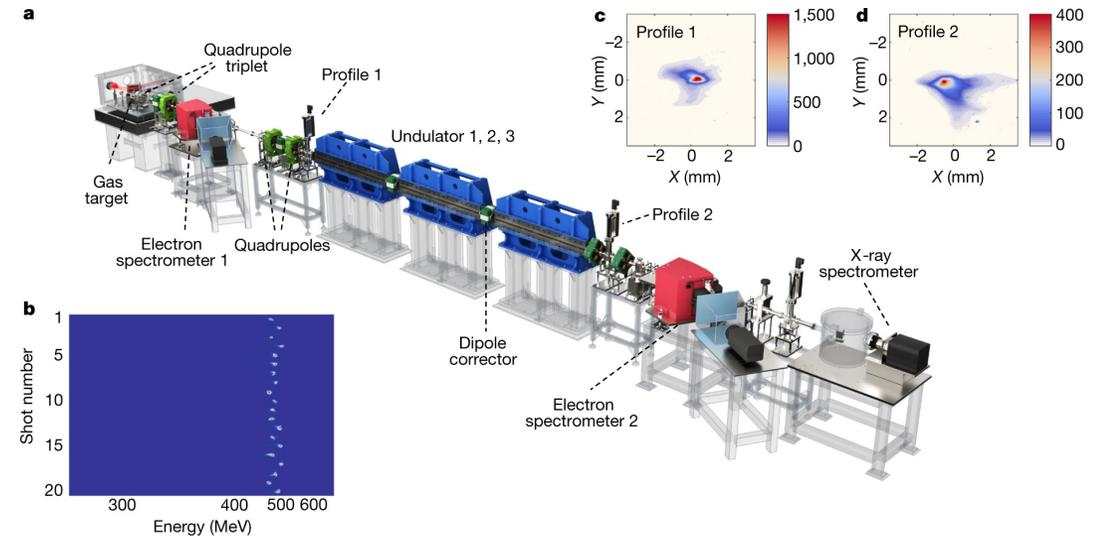 a
Quadrupole
triplet
Profile 1
Undulator 1, 2, 3
Gas
target
Electron
spectrometer 1
Quadrupoles
Dipole
corrector
Profile 2
Electron
spectrometer 2
X-ray
spectrometer
b
Shot number
1
5
10
15
20
300 400 500 600
Energy (MeV)
c
Profile 1
Y (mm)
−2
0
2
−2 0 2
X (mm)
1,500
1,000
500
0
d
Profile 2
Y (mm)
−2
0
2
−2 0 2
X (mm)
400
300
200
100
0